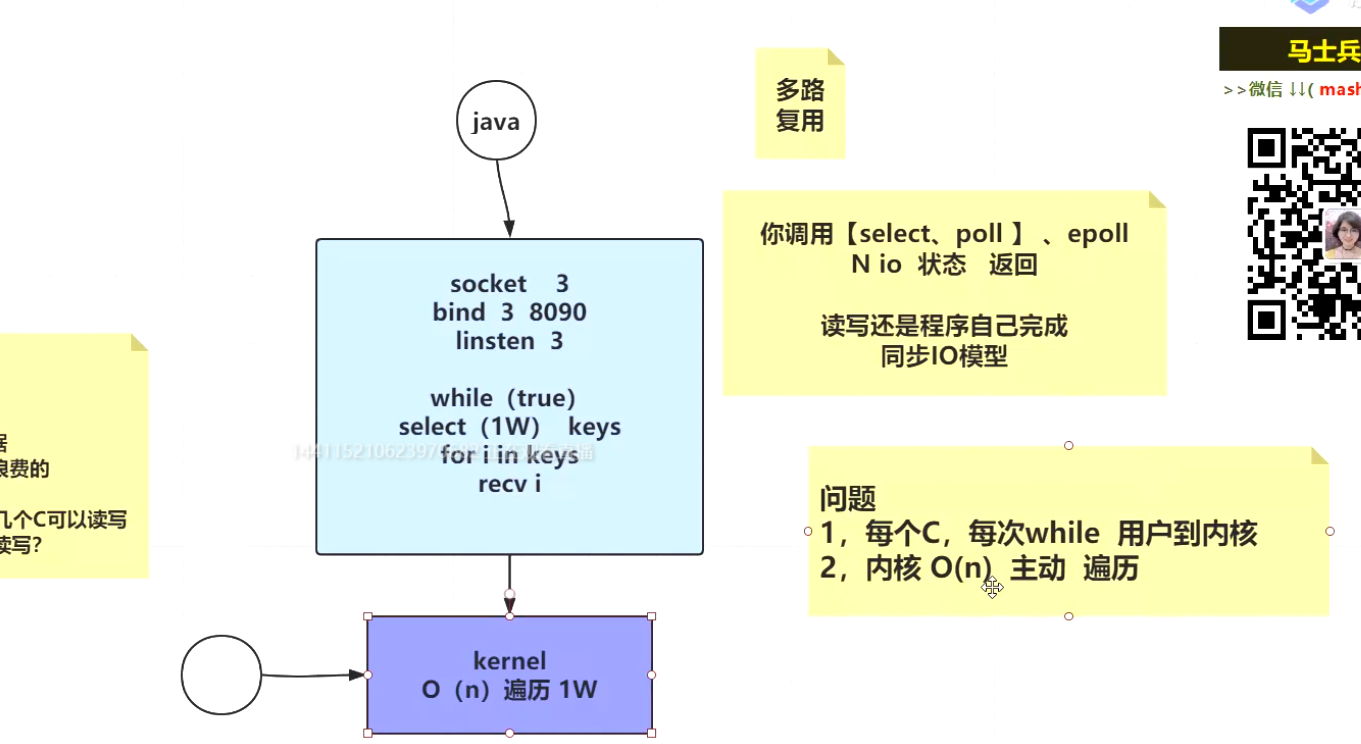 多路
复用
马士兵
>>微信 ↓↓( mash
java
你调用【select、poll 】 、epoll
N io 状态 返回
读写还是程序自己完成
同步IO模型
socket 3
bind 3 8090
linsten 3
while（true）
select（1W） keys
for i in keys
recv i
据
浪费的
几个C可以读写
读写?
问题
1，每个C，每次while 用户到内核
2，内核 O(n) 主动 遍历
kernel
O（n）遍历 1W